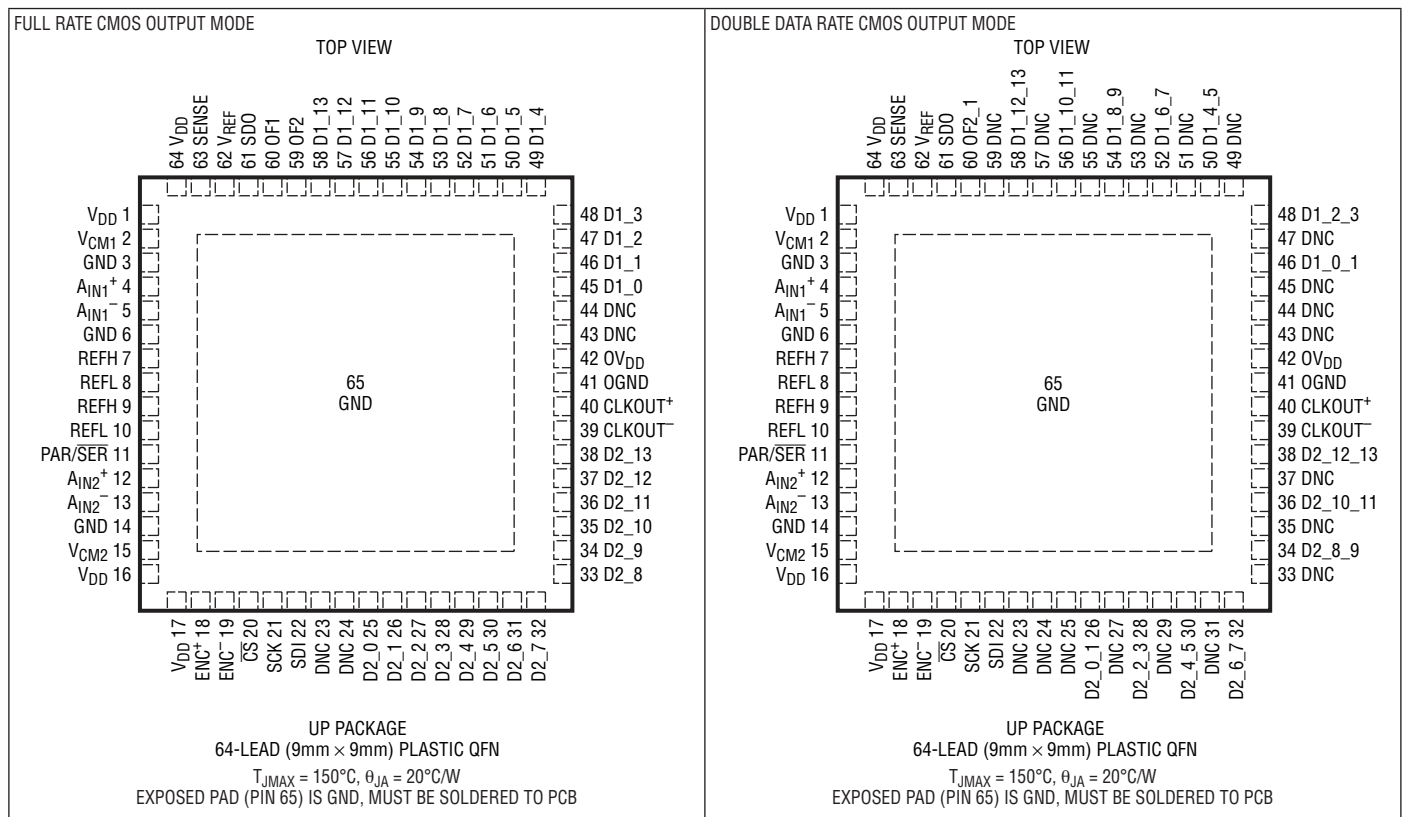 FULL RATE CMOS OUTPUT MODE
TOP VIEW
64 VDD
63 SENSE
62 VREF
61 SDO
60 OF1
59 OF2
58 D1_13
57 D1_12
56 D1_11
55 D1_10
54 D1_9
53 D1_8
52 D1_7
51 D1_6
50 D1_5
49 D1_4
VDD 1
VCM1 2
GND 3
AIN1+ 4
AIN1– 5
GND 6
REFH 7
REFL 8
REFH 9
REFL 10
PAR/SER 11
AIN2+ 12
AIN2– 13
GND 14
VCM2 15
VDD 16
65
GND
48 D1_3
47 D1_2
46 D1_1
45 D1_0
44 DNC
43 DNC
42 OVDD
41 OGND
40 CLKOUT+
39 CLKOUT–
38 D2_13
37 D2_12
36 D2_11
35 D2_10
34 D2_9
33 D2_8
VDD 17
ENC+ 18
ENC– 19
CS 20
SCK 21
SDI 22
DNC 23
DNC 24
D2_0 25
D2_1 26
D2_2 27
D2_3 28
D2_4 29
D2_5 30
D2_6 31
D2_7 32
UP PACKAGE
64-LEAD (9mm × 9mm) PLASTIC QFN
TJMAX = 150°C, θJA = 20°C/W
EXPOSED PAD (PIN 65) IS GND, MUST BE SOLDERED TO PCB
DOUBLE DATA RATE CMOS OUTPUT MODE
TOP VIEW
64 VDD
63 SENSE
62 VREF
61 SDO
60 OF2_1
59 DNC
58 D1_12_13
57 DNC
56 D1_10_11
55 DNC
54 D1_8_9
53 DNC
52 D1_6_7
51 DNC
50 D1_4_5
49 DNC
VDD 1
VCM1 2
GND 3
AIN1+ 4
AIN1– 5
GND 6
REFH 7
REFL 8
REFH 9
REFL 10
PAR/SER 11
AIN2+ 12
AIN2– 13
GND 14
VCM2 15
VDD 16
65
GND
48 D1_2_3
47 DNC
46 D1_0_1
45 DNC
44 DNC
43 DNC
42 OVDD
41 OGND
40 CLKOUT+
39 CLKOUT–
38 D2_12_13
37 DNC
36 D2_10_11
35 DNC
34 D2_8_9
33 DNC
VDD 17
ENC+ 18
ENC– 19
CS 20
SCK 21
SDI 22
DNC 23
DNC 24
DNC 25
D2_0_1 26
DNC 27
D2_2_3 28
DNC 29
D2_4_5 30
DNC 31
D2_6_7 32
UP PACKAGE
64-LEAD (9mm × 9mm) PLASTIC QFN
TJMAX = 150°C, θJA = 20°C/W
EXPOSED PAD (PIN 65) IS GND, MUST BE SOLDERED TO PCB